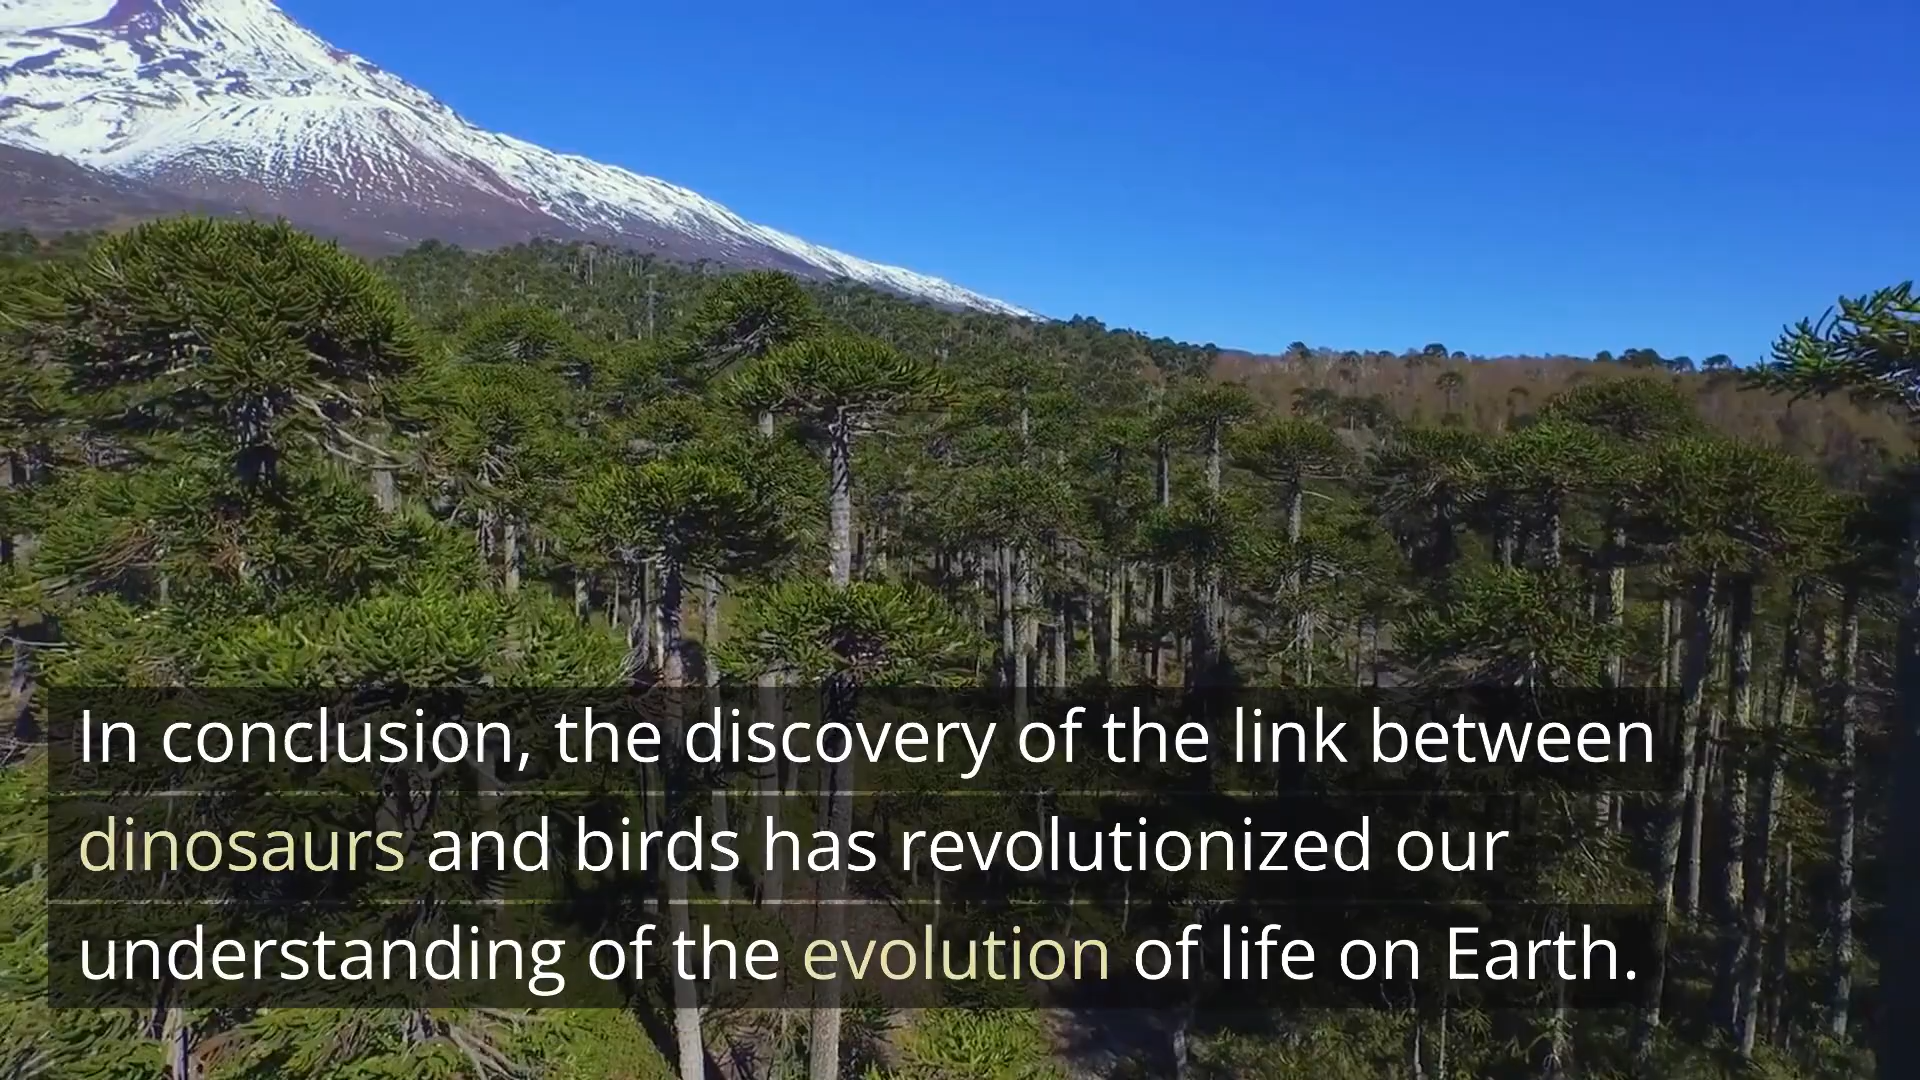 In conclusion, the discovery of the link between
dinosaurs and birds has revolutionized our
understanding of the evolution of life on Earth.